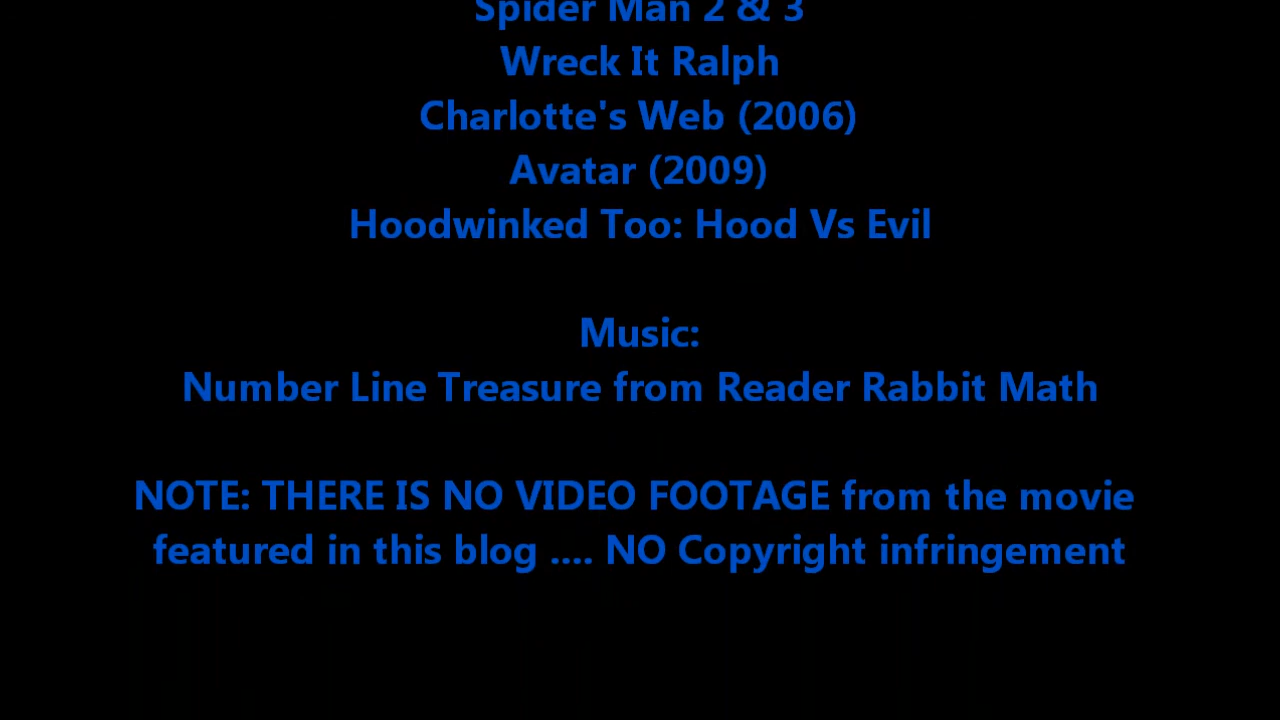 Spider Man 2 & 3
Wreck It Ralph
Charlotte's Web (2006)
Avatar (2009)
Hoodwinked Too: Hood Vs Evil
Music:
Number Line Treasure from Reader Rabbit Math
NOTE: THERE IS NO VIDEO FOOTAGE from the movie
featured in this blog .... NO Copyright infringement